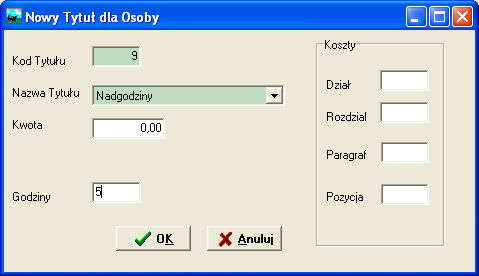 Nowy Tytuł dla Osoby
Kod Tytułu 9
Nazwa Tytułu Nadgodziny
Kwota 0,00
Godziny 5
OK Anuluj
Koszty
Dział
Rozdział
Paragraf
Pozycja